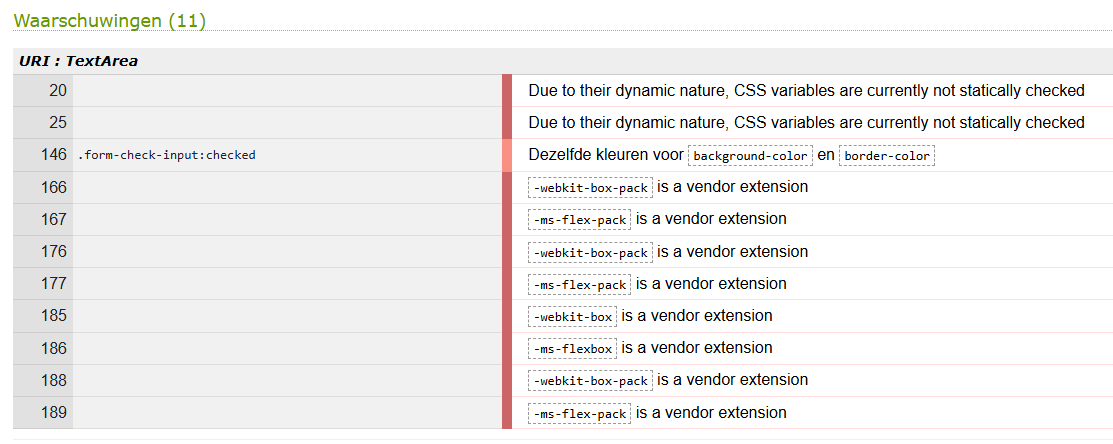 Waarschuwingen (11)
URI : TextArea
20 Due to their dynamic nature, CSS variables are currently not statically checked
25 Due to their dynamic nature, CSS variables are currently not statically checked
146 .form-check-input:checked Dezelfde kleuren voor background-color en border-color
166 -webkit-box-pack is a vendor extension
167 -ms-flex-pack is a vendor extension
176 -webkit-box-pack is a vendor extension
177 -ms-flex-pack is a vendor extension
185 -webkit-box is a vendor extension
186 -ms-flexbox is a vendor extension
188 -webkit-box-pack is a vendor extension
189 -ms-flex-pack is a vendor extension